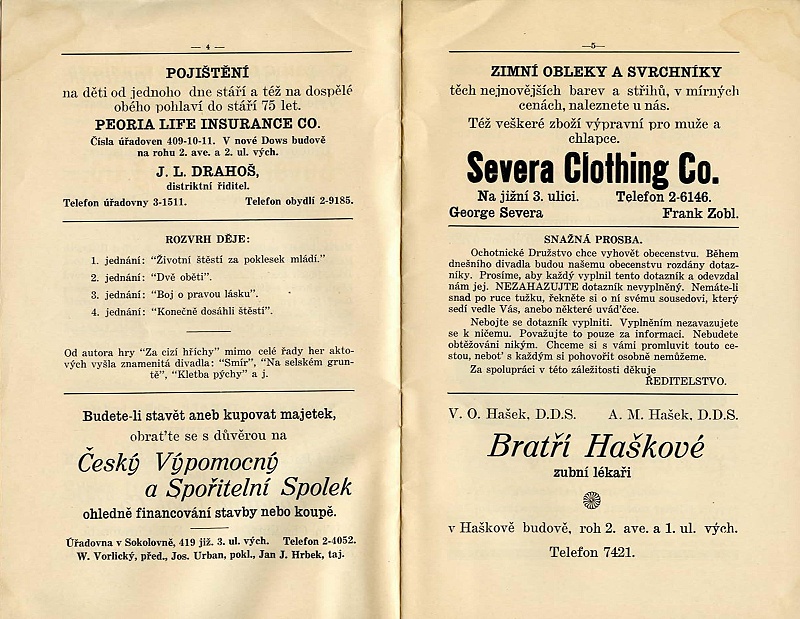 — 4 —
POJIŠTĚNÍ
na děti od jednoho dne stáří a též na dospělé
obého pohlaví do stáří 75 let.
PEORIA LIFE INSURANCE CO.
Čísla úřadoven 409-10-11. V nové Dows budově
na rohu 2. ave. a 2. ul. vých.
J. L. DRAHOŠ,
distriktní řiditel.
Telefon úřadovny 3-1511. Telefon obydlí 2-9185.
ROZVRH DĚJE:
1. jednání: “Životní štěstí za poklesek mládí.”
2. jednání: “Dvě oběti”.
3. jednání: “Boj o pravou lásku”.
4. jednání: “Konečně dosáhli štěstí”.
Od autora hry “Za cizí hříchy” mimo celé řady her akto-
vých vyšla znamenitá divadla: “Smír”, “Na selském grun-
tě”, “Kletba pýchy” a j.
Budete-li stavět aneb kupovat majetek,
obrat'te se s důvěrou na
Český Výpomocný
a Spořitelní Spolek
ohledně financování stavby nebo koupě.
Úřadovna v Sokolovně, 419 již. 3. ul. vých. Telefon 2-4052.
W. Vorlický, před., Jos. Urban, pokl., Jan J. Hrbek, taj.
—5—
ZIMNÍ OBLEKY A SVRCHNÍKY
těch nejnovějších barev a střihů, v mírných
cenách, naleznete u nás.
Též veškeré zboží výpravní pro muže a
chlapce.
Severa Clothing Co.
Na jižní 3. ulici. Telefon 2-6146.
George Severa Frank Zobl.
SNAŽNÁ PROSBA.
Ochotnické Družstvo chce vyhovět obecenstvu. Během
dnešního divadla budou našemu obecenstvu rozdány dotaz-
níky. Prosíme, aby každý vyplnil tento dotazník a odevzdal
nám jej. NEZAHAZUJTE dotazník nevyplněný. Nemáte-li
snad po ruce tužku, řekněte si o ní svému sousedovi, který
sedí vedle Vás, anebo některé uvád'čce.
Nebojte se dotazník vyplniti. Vyplněním nezavazujete
se k ničemu. Považujte to pouze za informaci. Nebudete
obtěžováni nikým. Chceme si s vámi promluvit touto ce-
stou, nebot' s každým si pohovořit osobně nemůžeme.
Za spolupráci v této záležitosti děkuje
ŘEDITELSTVO.
V. O. Hašek, D.D.S. A. M. Hašek, D.D.S.
Bratří Haškové
zubní lékaři
v Haškově budově, roh 2. ave. a 1. ul. vých.
Telefon 7421.